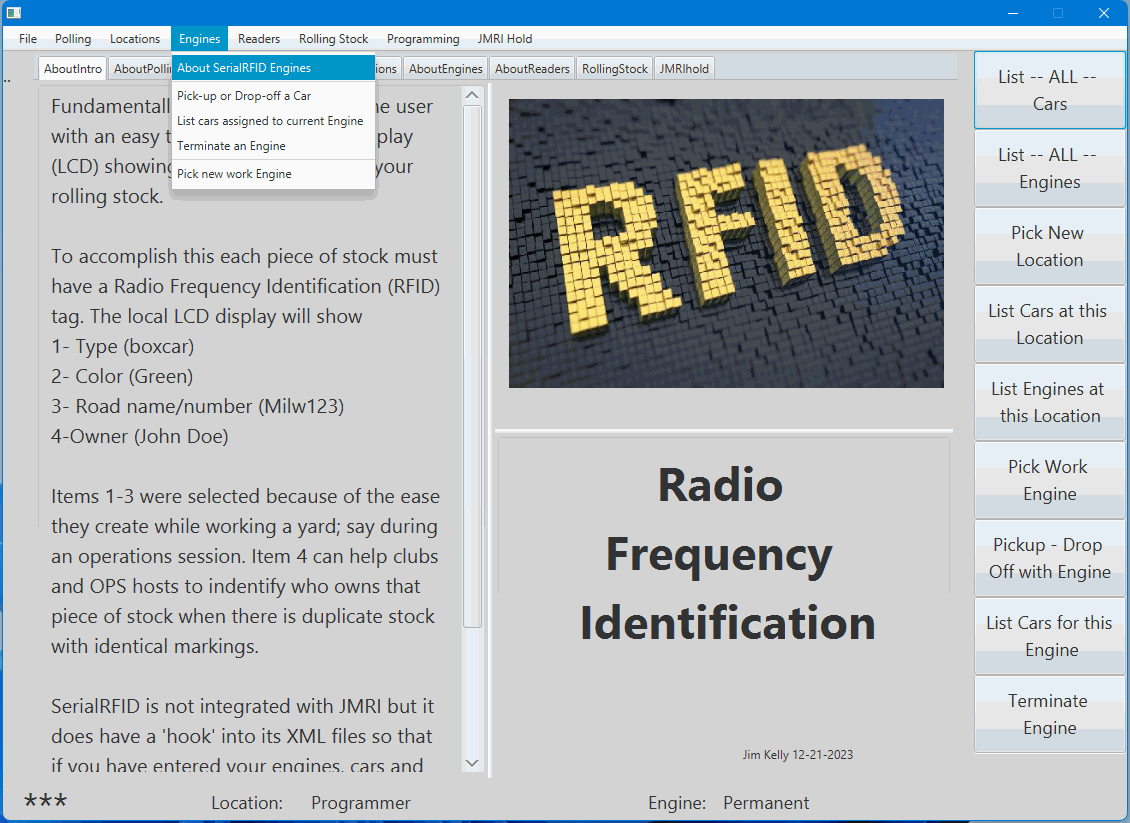 File Polling Locations Engines Readers Rolling Stock Programming JMRI Hold
AboutIntro
AboutEngines AboutReaders RollingStock JMRIhold
About SerialRFID Engines
Pick-up or Drop-off a Car
List cars assigned to current Engine
Terminate an Engine
Pick new work Engine
user
with an easy
(LCD) showing your
rolling stock.
To accomplish this each piece of stock must
have a Radio Frequency Identification (RFID)
tag. The local LCD display will show
1- Type (boxcar)
2- Color (Green)
3- Road name/number (Milw123)
4-Owner (John Doe)
Items 1-3 were selected because of the ease
they create while working a yard; say during
an operations session. Item 4 can help clubs
and OPS hosts to indentify who owns that
piece of stock when there is duplicate stock
with identical markings.
SerialRFID is not integrated with JMRI but it
does have a 'hook' into its XML files so that
if you have entered your engines, cars and
RFID
Radio
Frequency
Identification
Jim Kelly 12-21-2023
List -- ALL --
Cars
List -- ALL --
Engines
Pick New
Location
List Cars at this
Location
List Engines at
this Location
Pick Work
Engine
Pickup - Drop
Off with Engine
List Cars for this
Engine
Terminate
Engine
*** Location: Programmer Engine: Permanent